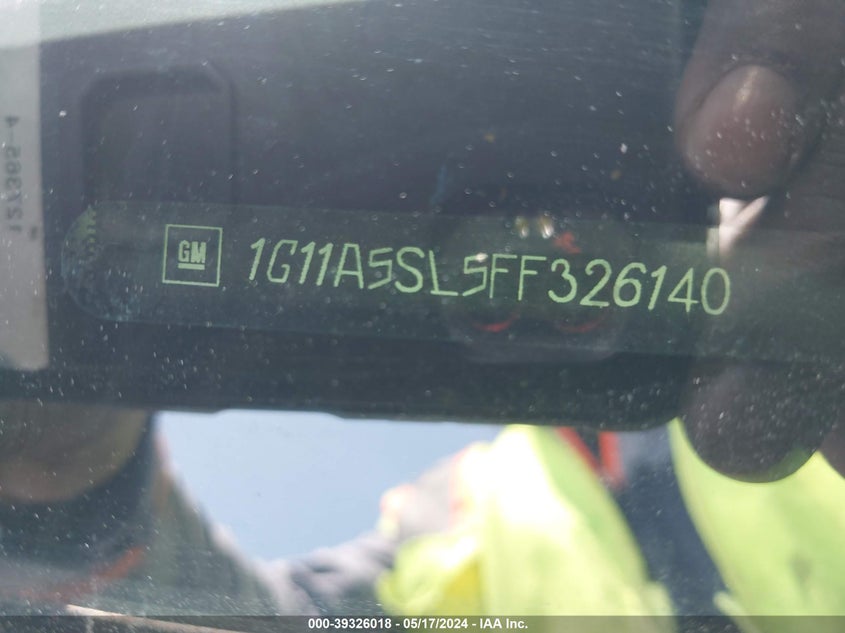 GM 1G11A5SL5FF326140
000-39326018 - 05/17/2024 - IAA Inc.